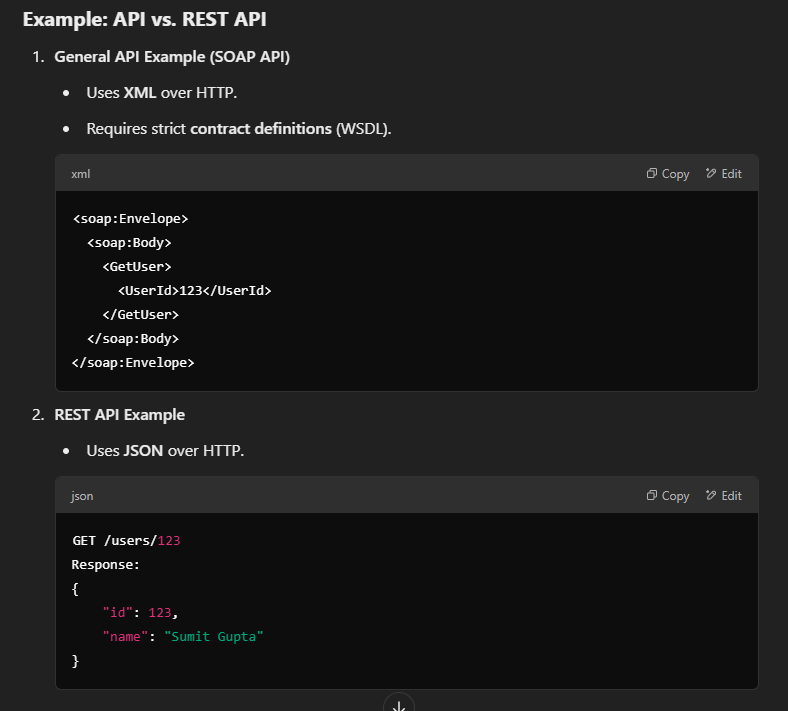 Example: API vs. REST API
1. General API Example (SOAP API)
• Uses XML over HTTP.
• Requires strict contract definitions (WSDL).
xml Copy Edit
<soap:Envelope>
  <soap:Body>
    <GetUser>
      <UserId>123</UserId>
    </GetUser>
  </soap:Body>
</soap:Envelope>
2. REST API Example
• Uses JSON over HTTP.
json Copy Edit
GET /users/123
Response:
{
    "id": 123,
    "name": "Sumit Gupta"
}